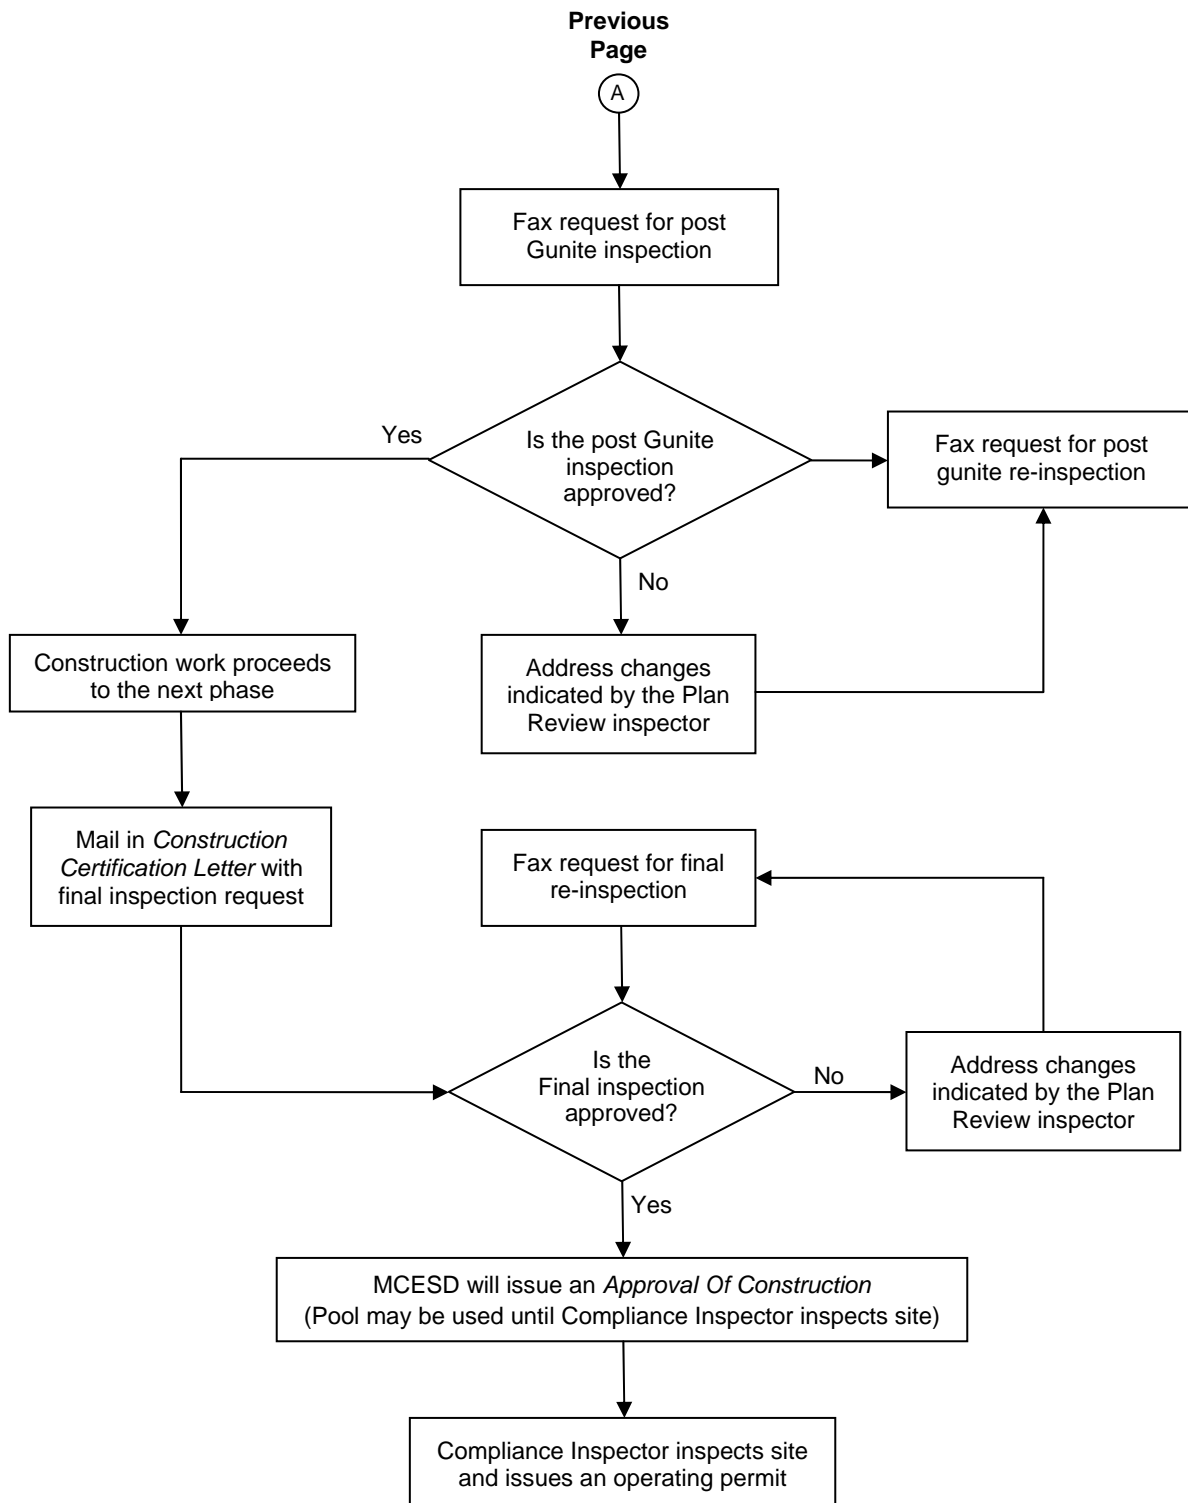 Previous
Page
A
Fax request for post
Gunite inspection
Yes
Is the post Gunite
inspection
approved?
Fax request for post
gunite re-inspection
No
Construction work proceeds
to the next phase
Address changes
indicated by the Plan
Review inspector
Mail in Construction
Certification Letter with
final inspection request
Fax request for final
re-inspection
Is the
Final inspection
approved?
No
Address changes
indicated by the Plan
Review inspector
Yes
MCESD will issue an Approval Of Construction
(Pool may be used until Compliance Inspector inspects site)
Compliance Inspector inspects site
and issues an operating permit